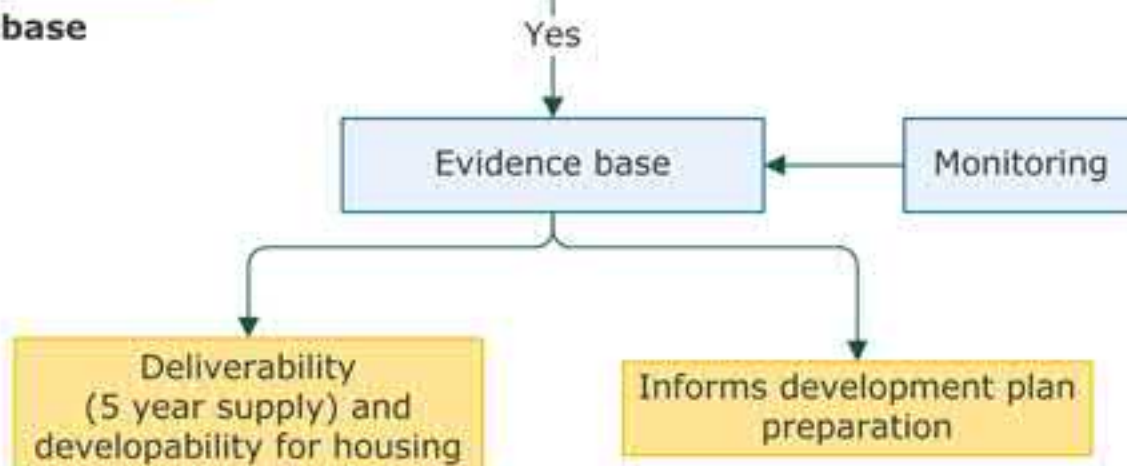 base
Yes
Evidence base
Monitoring
Deliverability
(5 year supply) and
developability for housing
Informs development plan
preparation